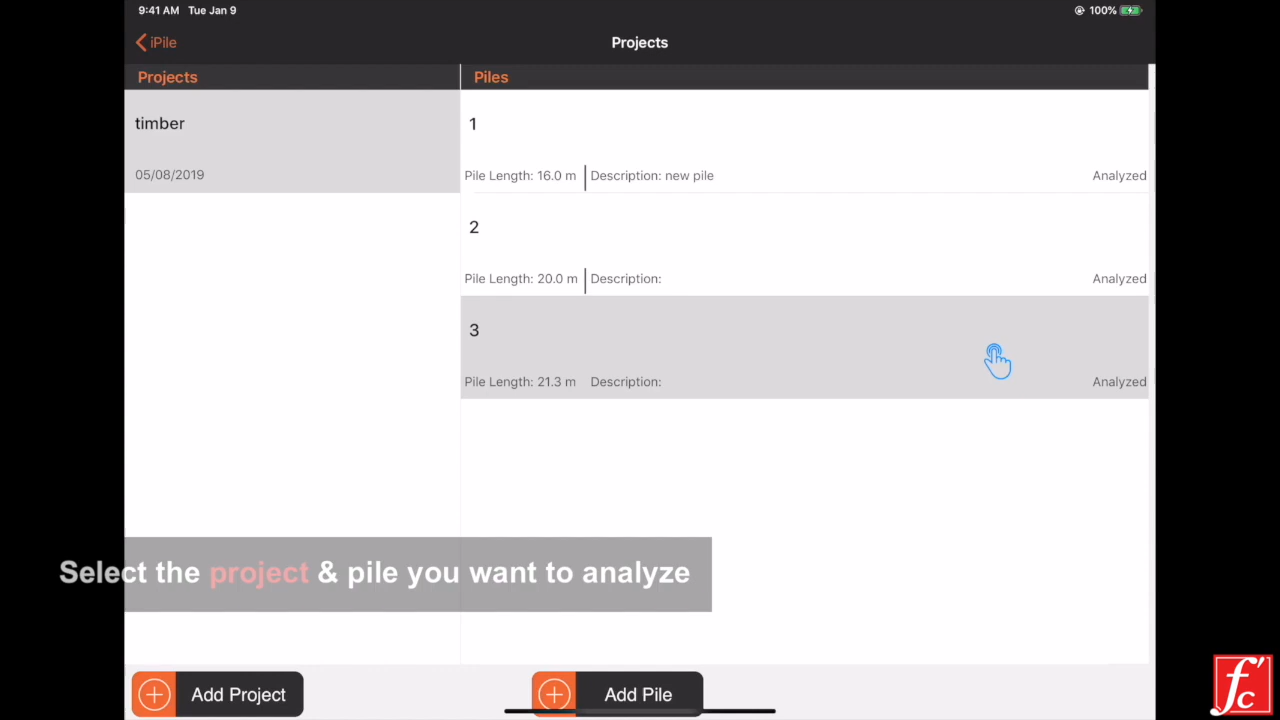 9:41 AM Tue Jan 9
100%
iPile
Projects
Projects
Piles
timber
05/08/2019
1
Pile Length: 16.0 m
Description: new pile
Analyzed
2
Pile Length: 20.0 m
Description:
Analyzed
3
Pile Length: 21.3 m
Description:
Analyzed
Select the project & pile you want to analyze
Add Project
Add Pile
f'c